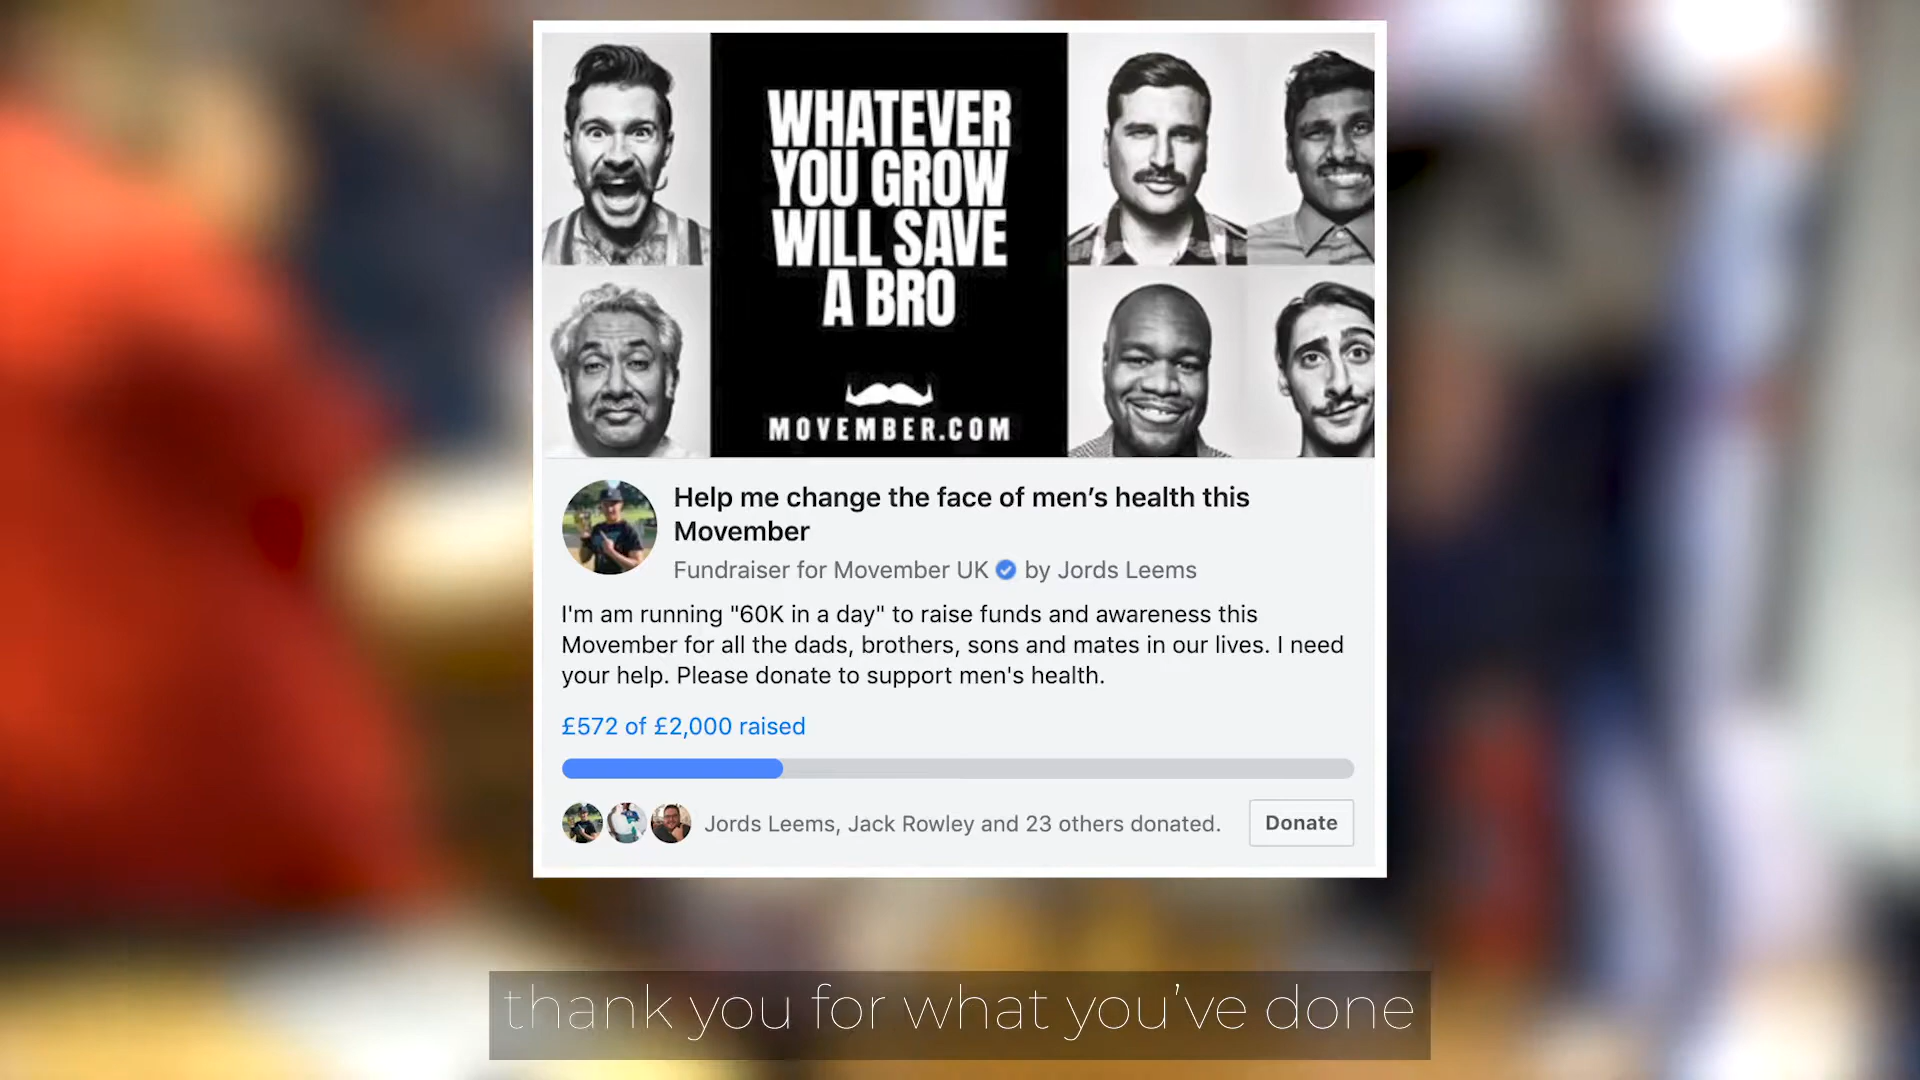 WHATEVER
YOU GROW
WILL SAVE
A BRO
MOVEMBER.COM
Help me change the face of men’s health this
Movember
Fundraiser for Movember UK by Jords Leems
I'm am running "60K in a day" to raise funds and awareness this
Movember for all the dads, brothers, sons and mates in our lives. I need
your help. Please donate to support men's health.
£572 of £2,000 raised
Jords Leems, Jack Rowley and 23 others donated.
Donate
thank you for what you’ve done